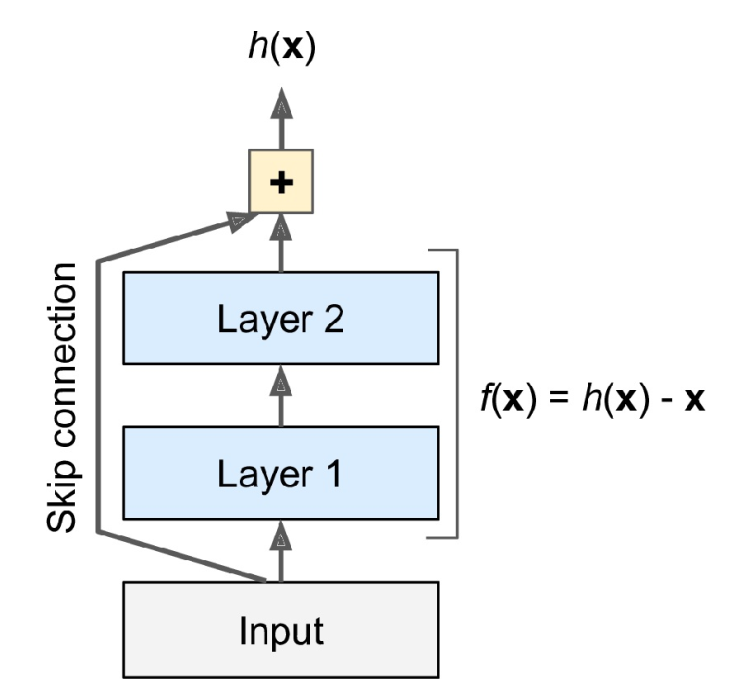 h(x)
+
Skip connection
Layer 2
f(x) = h(x) - x
Layer 1
Input